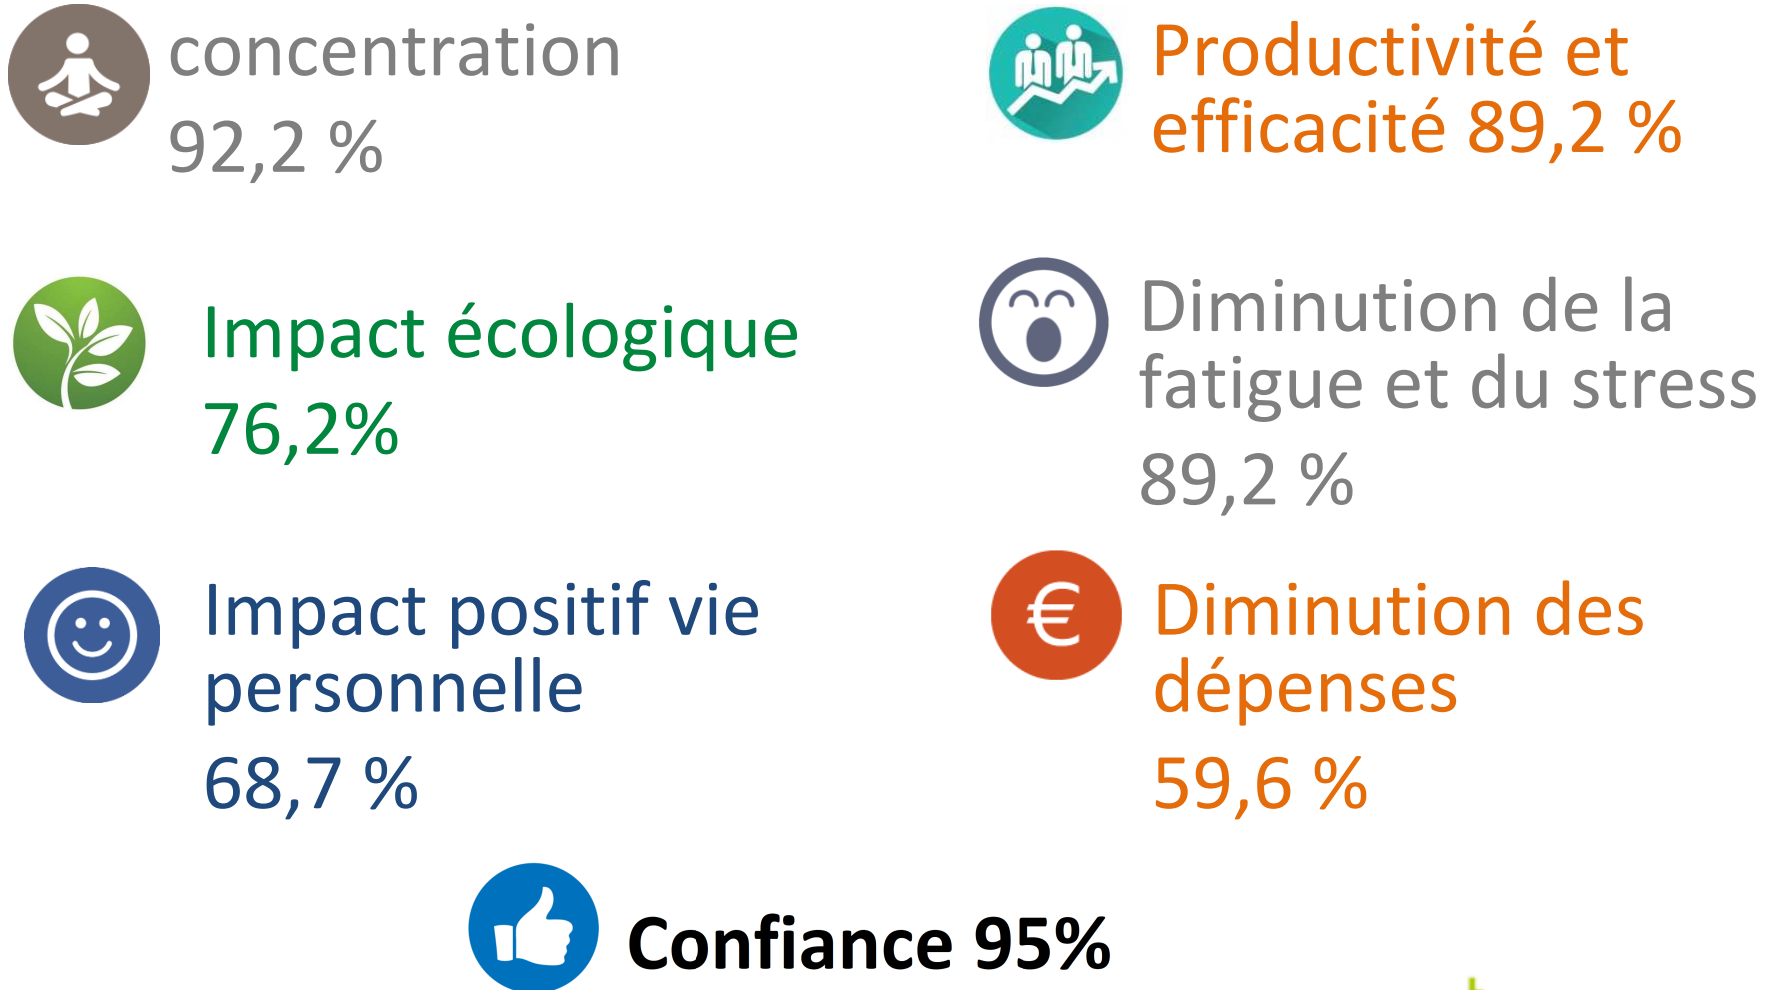 concentration
92,2 %
Productivité et
efficacité 89,2 %
Impact écologique
76,2%
Diminution de la
fatigue et du stress
89,2 %
Impact positif vie
personnelle
68,7 %
€
Diminution des
dépenses
59,6 %
Confiance 95%